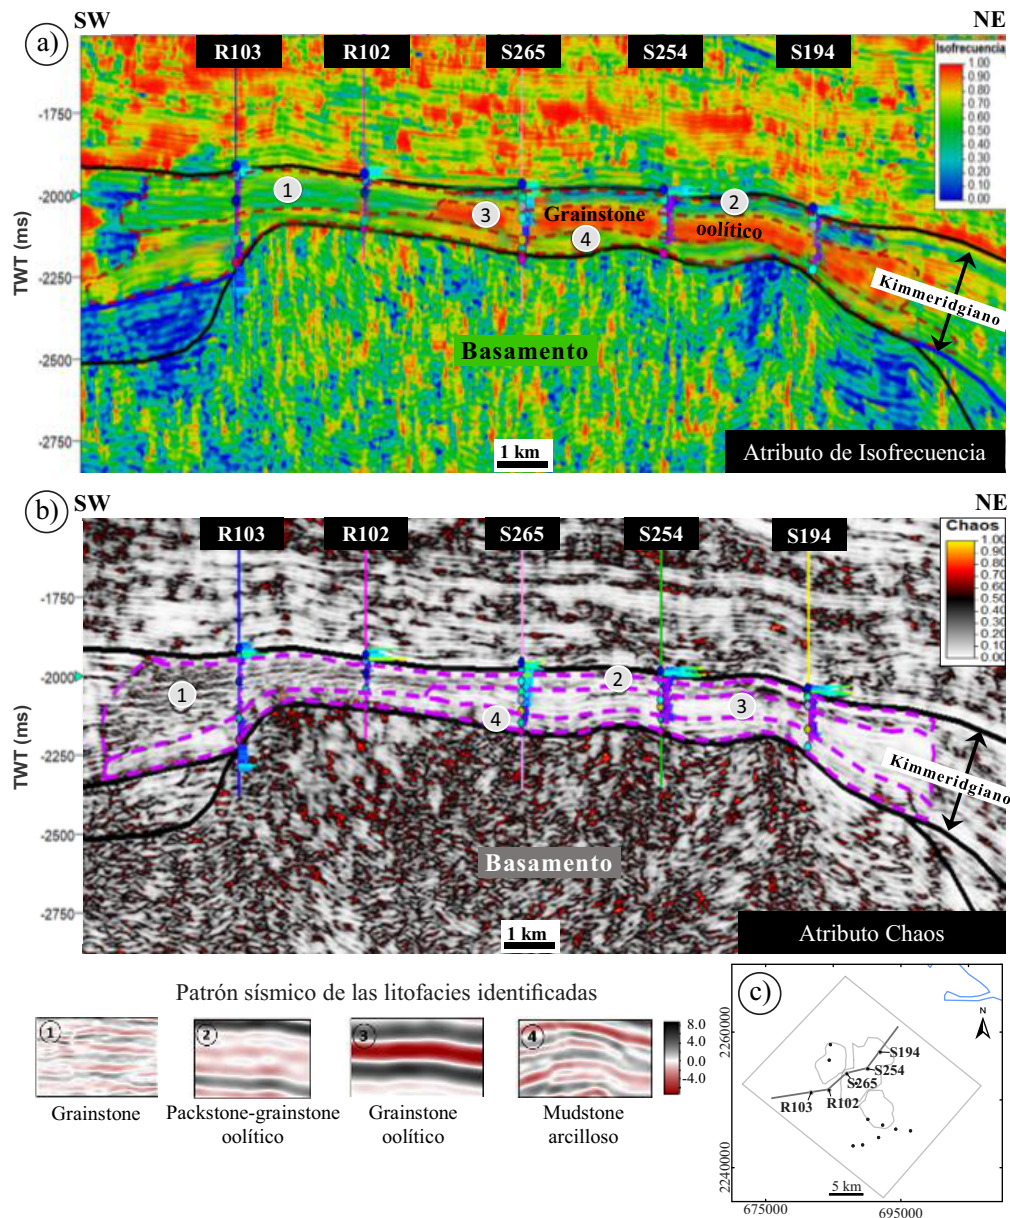 a)
SW
NE
R103
R102
S265
S254
S194
Isofrecuencia
1.00
0.90
0.80
0.70
0.60
0.50
0.40
0.30
0.20
0.10
0.00
-1750
-2000
-2250
-2500
-2750
TWT (ms)
1
2
3
4
Grainstone
oolítico
Kimmeridgiano
Basamento
1 km
Atributo de Isofrecuencia
b)
SW
NE
R103
R102
S265
S254
S194
Chaos
1.00
0.90
0.80
0.70
0.60
0.50
0.40
0.30
0.20
0.10
0.00
-1750
-2000
-2250
-2500
-2750
TWT (ms)
1
2
3
4
Kimmeridgiano
Basamento
1 km
Atributo Chaos
Patrón sísmico de las litofacies identificadas
1
2
3
4
8.0
4.0
0.0
-4.0
Grainstone
Packstone-grainstone
oolítico
Grainstone
oolítico
Mudstone
arcilloso
c)
N
2260000
2240000
S194
S254
S265
R102
R103
5 km
675000
695000